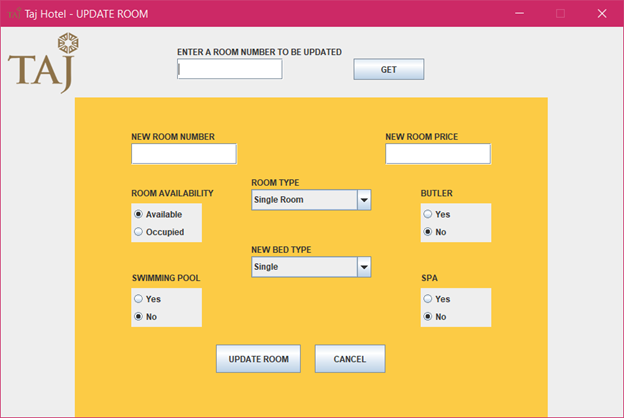 Taj Hotel - UPDATE ROOM
TAJ
ENTER A ROOM NUMBER TO BE UPDATED
GET
NEW ROOM NUMBER
NEW ROOM PRICE
ROOM TYPE
Single Room
ROOM AVAILABILITY
Available
Occupied
BUTLER
Yes
No
NEW BED TYPE
Single
SWIMMING POOL
Yes
No
SPA
Yes
No
UPDATE ROOM
CANCEL